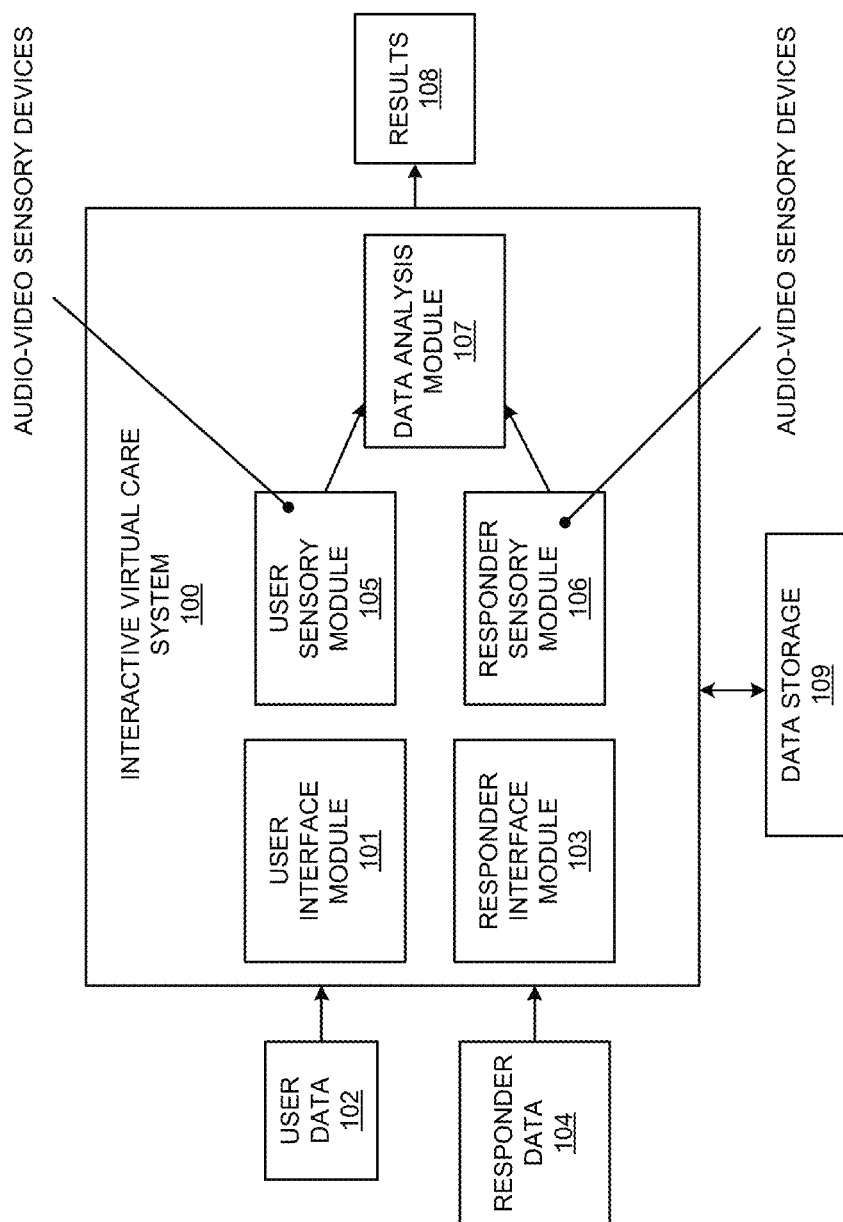 AUDIO-VIDEO SENSORY DEVICES
INTERACTIVE VIRTUAL CARE
SYSTEM
100
USER
DATA
102
USER
INTERFACE
MODULE
101
USER
SENSORY
MODULE
105
DATA ANALYSIS
MODULE
107
RESULTS
108
RESPONDER
DATA
104
RESPONDER
INTERFACE
MODULE
103
RESPONDER
SENSORY
MODULE
106
DATA STORAGE
109
AUDIO-VIDEO SENSORY DEVICES